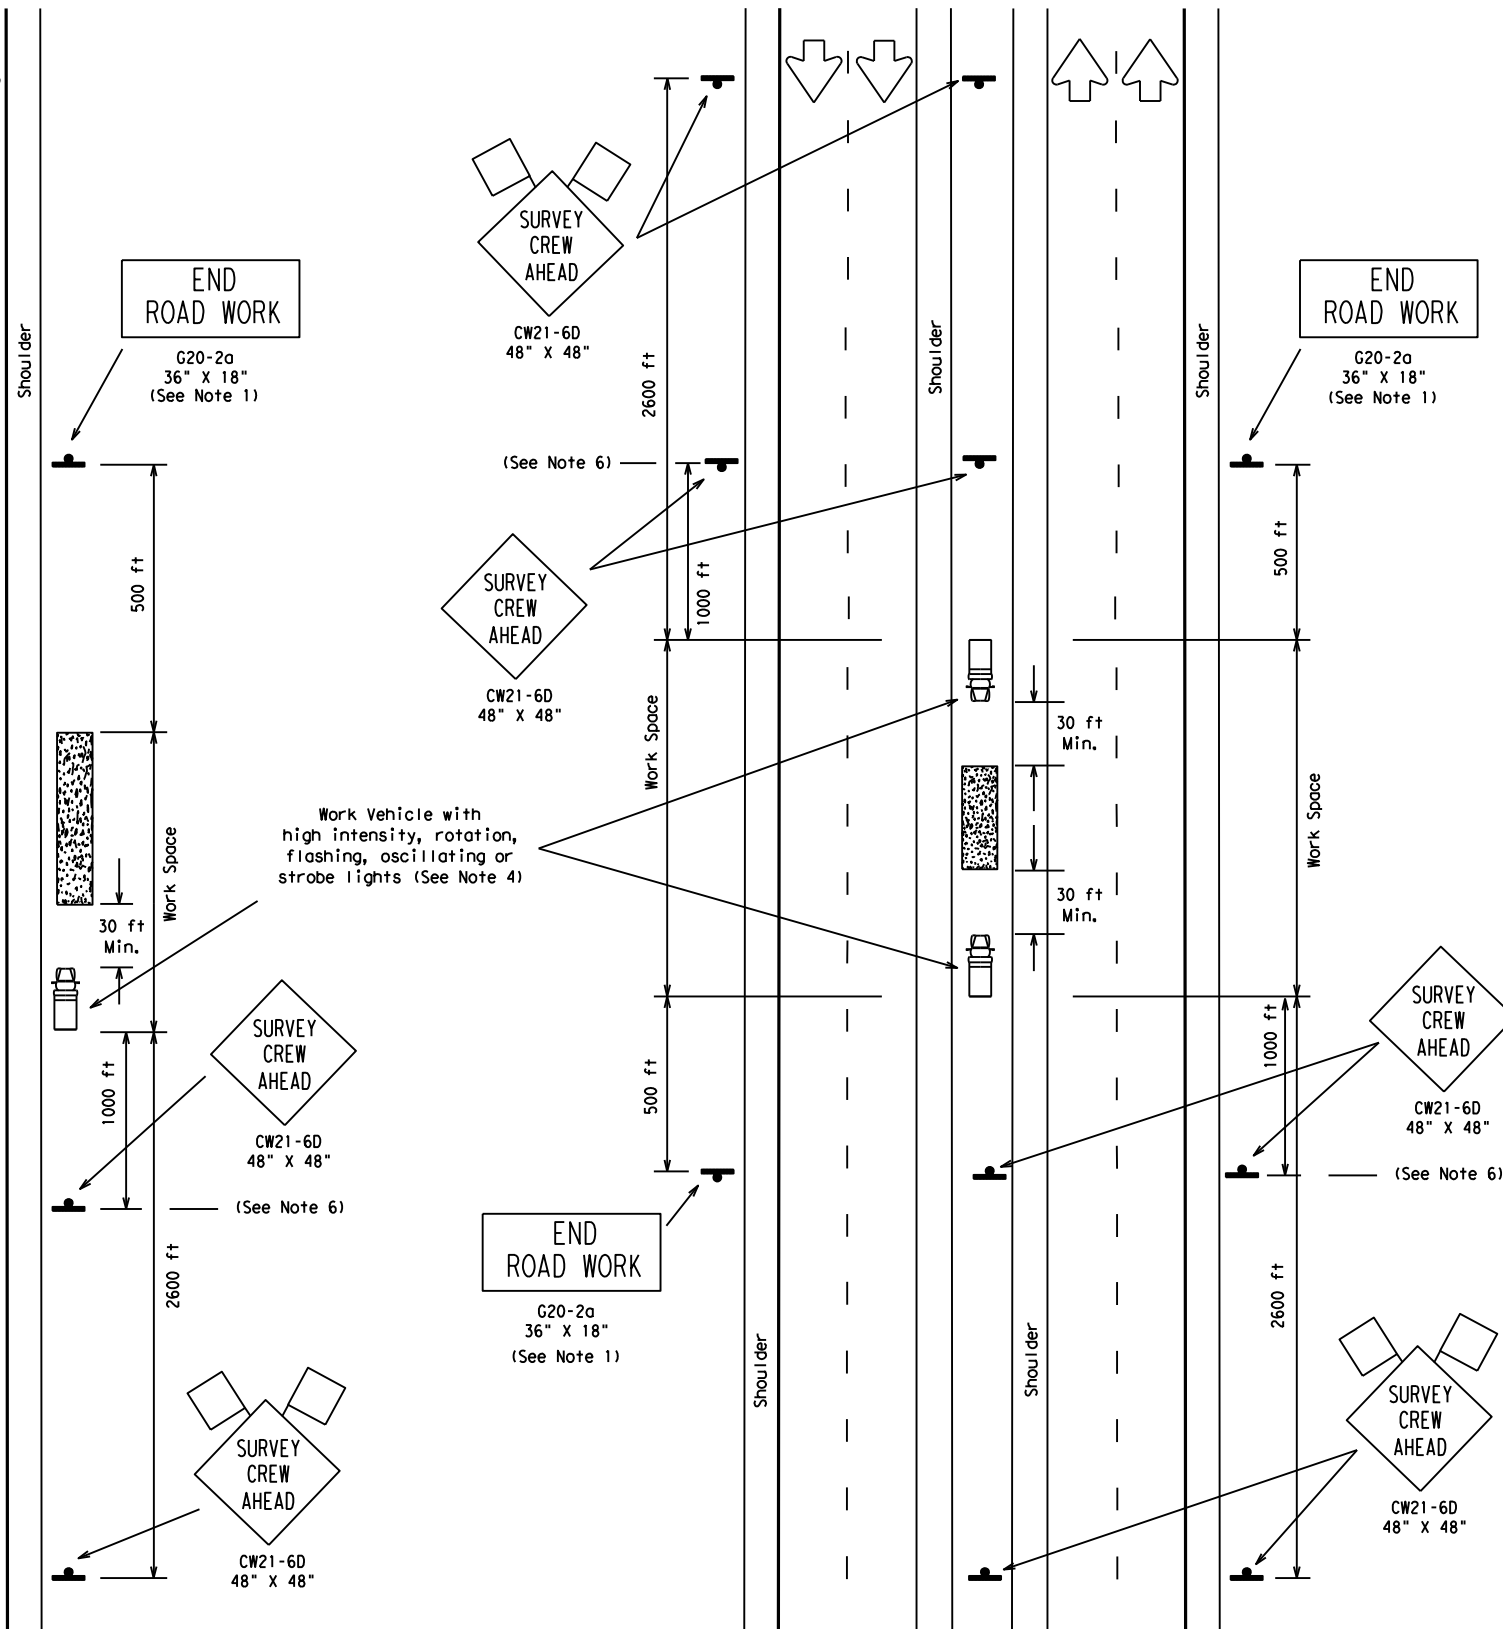 Shoulder
END
ROAD WORK
G20-2a
36" X 18"
(See Note 1)
500 ft
Work Space
30 ft
Min.
1000 ft
SURVEY
CREW
AHEAD
CW21-6D
48" X 48"
(See Note 6)
2600 ft
SURVEY
CREW
AHEAD
CW21-6D
48" X 48"
Work Vehicle with
high intensity, rotation,
flashing, oscillating or
strobe lights (See Note 4)
SURVEY
CREW
AHEAD
CW21-6D
48" X 48"
2600 ft
(See Note 6)
SURVEY
CREW
AHEAD
CW21-6D
48" X 48"
1000 ft
Work Space
500 ft
END
ROAD WORK
G20-2a
36" X 18"
(See Note 1)
Shoulder
Shoulder
30 ft
Min.
30 ft
Min.
Shoulder
Shoulder
END
ROAD WORK
G20-2a
36" X 18"
(See Note 1)
500 ft
Work Space
1000 ft
SURVEY
CREW
AHEAD
CW21-6D
48" X 48"
(See Note 6)
2600 ft
SURVEY
CREW
AHEAD
CW21-6D
48" X 48"